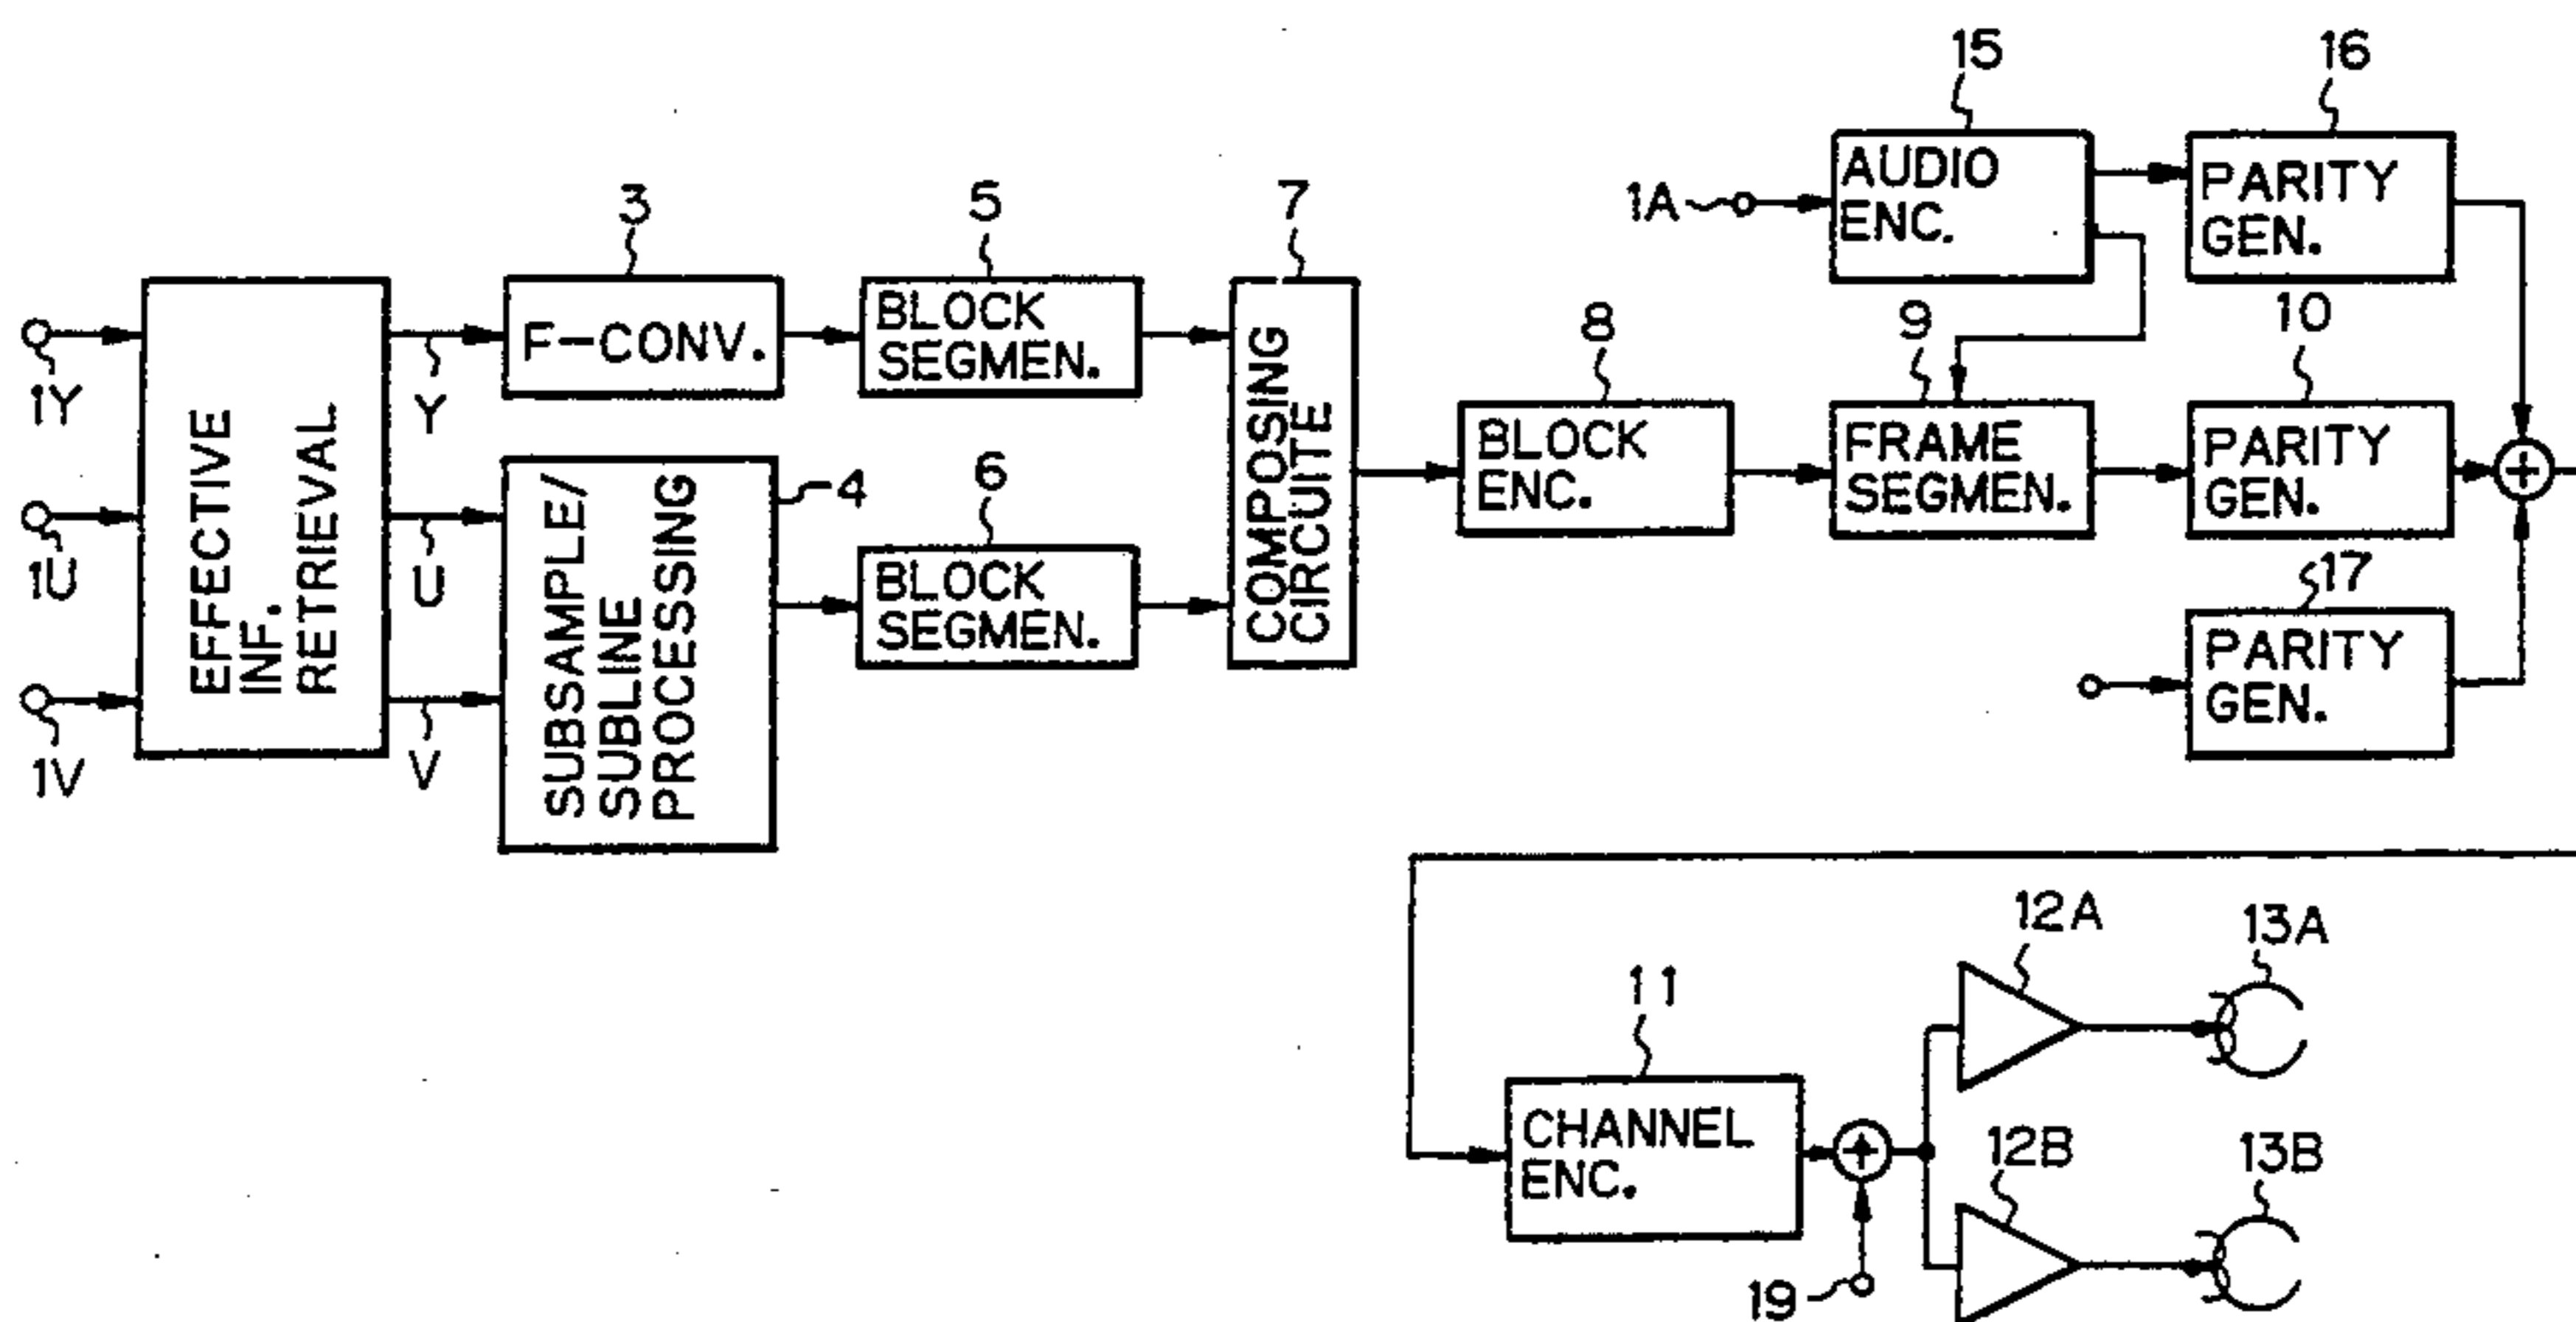 15
16
1A
AUDIO
ENC.
PARITY
GEN.
3
5
7
1Y
1U
1V
EFFECTIVE
INF.
RETRIEVAL
Y
U
V
F-CONV.
BLOCK
SEGMEN.
SUBSAMPLE/
SUBLINE
PROCESSING
4
6
BLOCK
SEGMEN.
COMPOSING
CIRCUITE
8
BLOCK
ENC.
9
FRAME
SEGMEN.
10
PARITY
GEN.
17
PARITY
GEN.
11
CHANNEL
ENC.
19
12A
13A
12B
13B